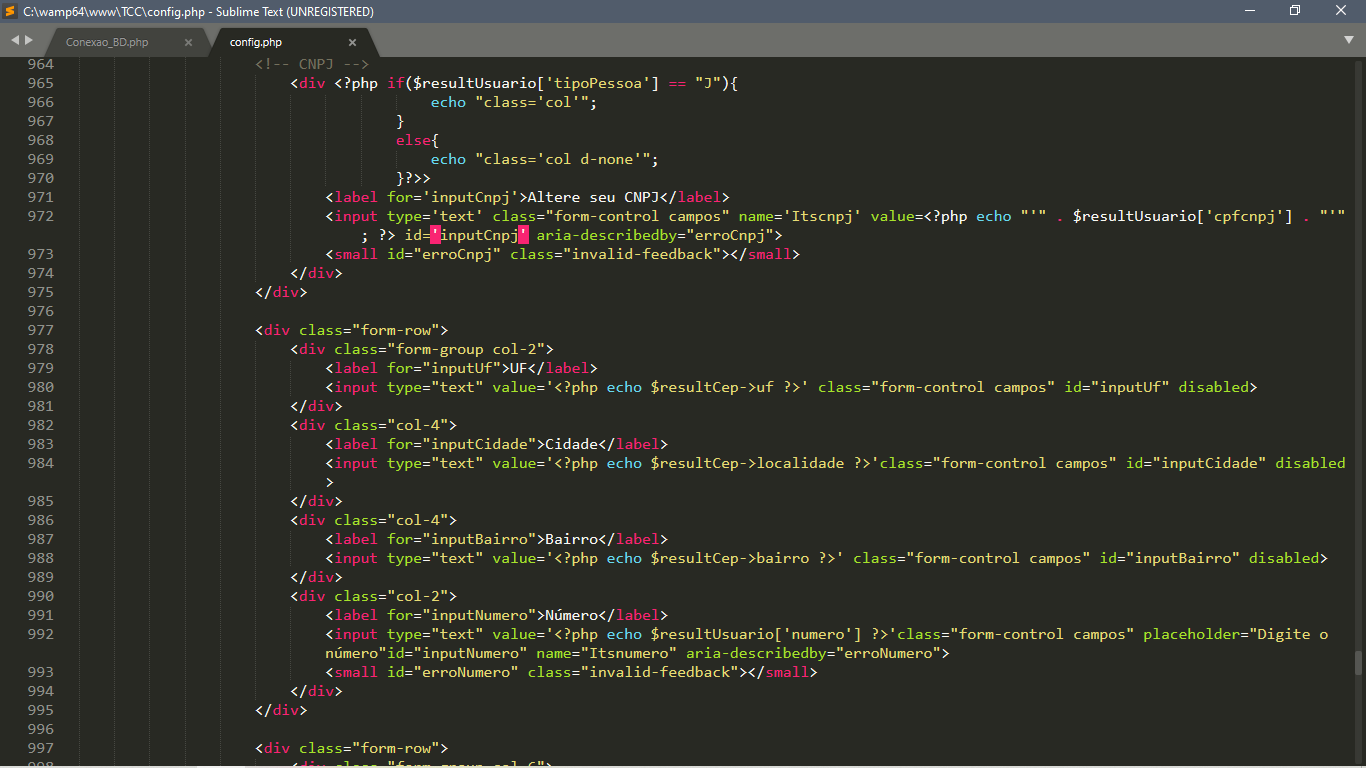 C:\wamp64\www\TCC\config.php - Sublime Text (UNREGISTERED)
Conexao_BD.php × config.php ×
964 <!-- CNPJ -->
965 <div <?php if($resultUsuario['tipoPessoa'] == "J"){
966 echo "class='col'";
967 }
968 else{
969 echo "class='col d-none'";
970 }?>>
971 <label for='inputCnpj'>Altere seu CNPJ</label>
972 <input type='text' class="form-control campos" name='Itscnpj' value=<?php echo "'" . $resultUsuario['cpfcnpj'] . "'"
; ?> id='inputCnpj' aria-describedby="erroCnpj">
973 <small id="erroCnpj" class="invalid-feedback"></small>
974 </div>
975 </div>
976
977 <div class="form-row">
978 <div class="form-group col-2">
979 <label for="inputUf">UF</label>
980 <input type="text" value='<?php echo $resultCep->uf ?>' class="form-control campos" id="inputUf" disabled>
981 </div>
982 <div class="col-4">
983 <label for="inputCidade">Cidade</label>
984 <input type="text" value='<?php echo $resultCep->localidade ?>'class="form-control campos" id="inputCidade" disabled
>
985 </div>
986 <div class="col-4">
987 <label for="inputBairro">Bairro</label>
988 <input type="text" value='<?php echo $resultCep->bairro ?>' class="form-control campos" id="inputBairro" disabled>
989 </div>
990 <div class="col-2">
991 <label for="inputNumero">Número</label>
992 <input type="text" value='<?php echo $resultUsuario['numero'] ?>'class="form-control campos" placeholder="Digite o
número"id="inputNumero" name="Itsnumero" aria-describedby="erroNumero">
993 <small id="erroNumero" class="invalid-feedback"></small>
994 </div>
995 </div>
996
997 <div class="form-row">
998 <div class="form-group col-6">